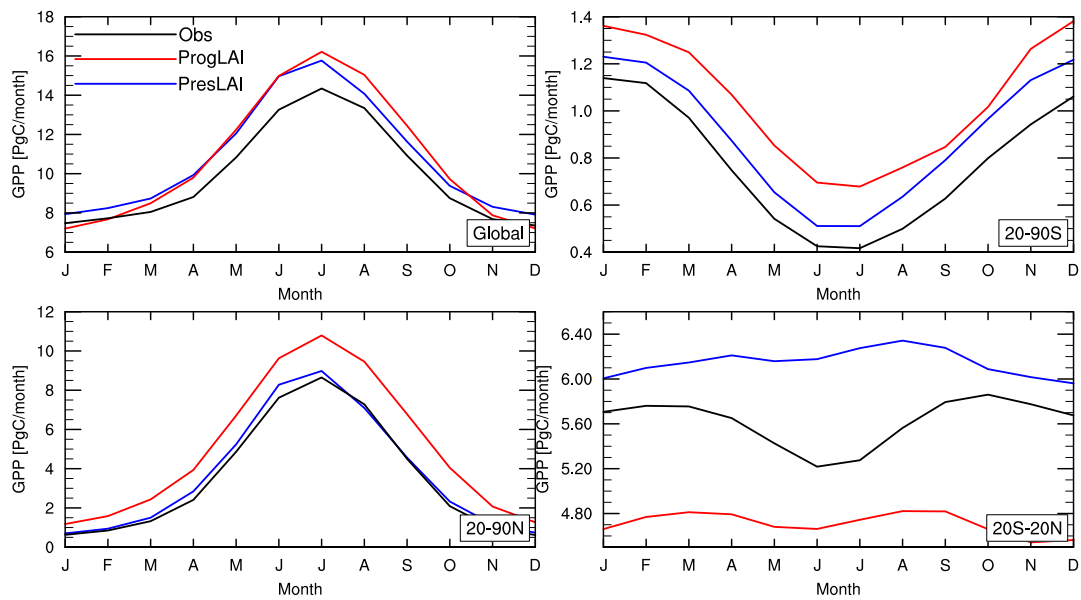 18
16
14
12
10
8
6
GPP [PgC/month]
Obs
ProgLAI
PresLAI
Global
J F M A M J J A S O N D
Month
1.4
1.2
1.0
0.8
0.6
0.4
GPP [PgC/month]
20-90S
J F M A M J J A S O N D
Month
12
10
8
6
4
2
0
GPP [PgC/month]
20-90N
J F M A M J J A S O N D
Month
6.40
6.00
5.60
5.20
4.80
GPP [PgC/month]
20S-20N
J F M A M J J A S O N D
Month